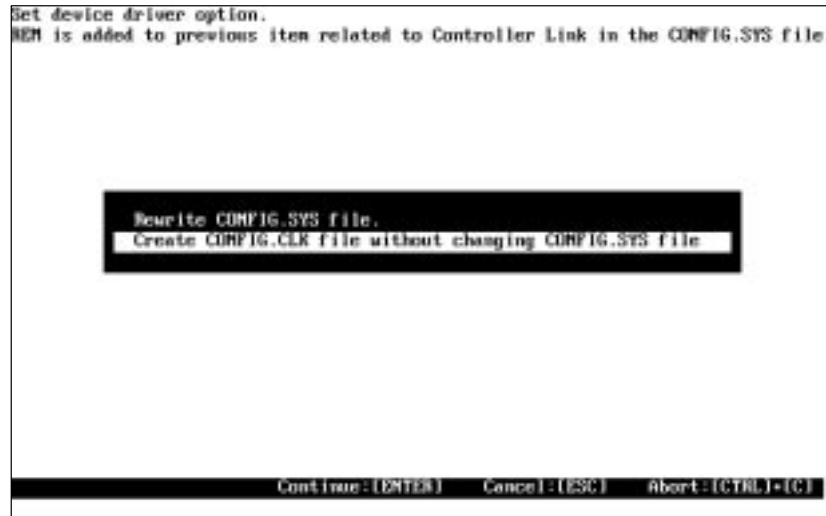 Set device driver option.
REM is added to previous item related to Controller Link in the CONFIG.SYS file
Rewrite CONFIG.SYS file.
Create CONFIG.CLK file without changing CONFIG.SYS file
Continue:[ENTER] Cancel:[ESC] Abort:[CTRL]+[C]